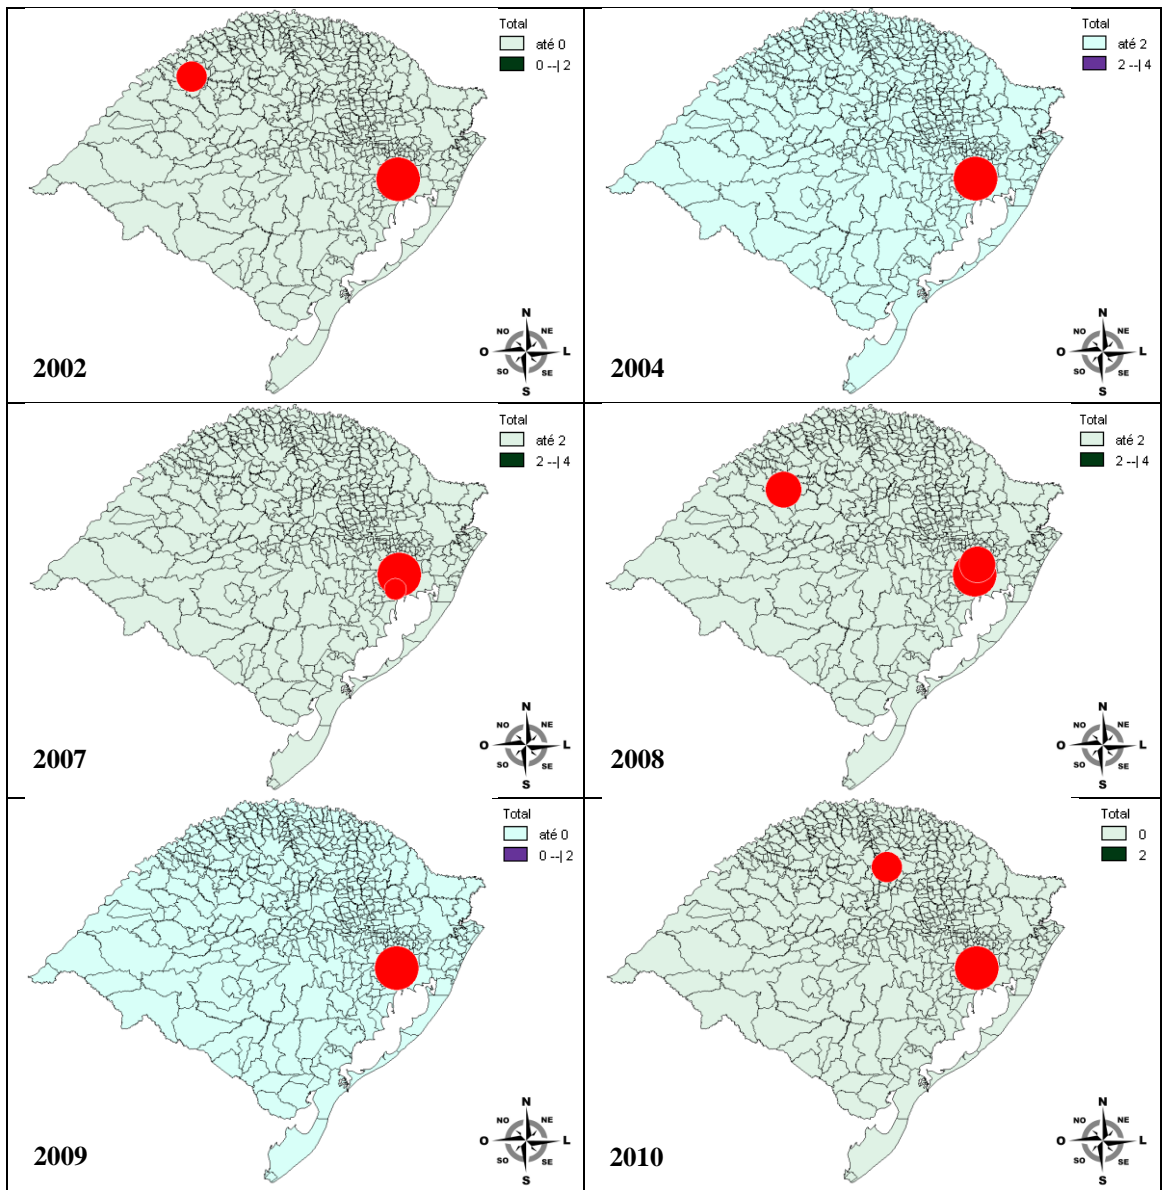 Total
até 0
0 --| 2
N
NO NE
O L
SO SE
S
2002
Total
até 2
2 --| 4
N
NO NE
O L
SO SE
S
2004
Total
até 2
2 --| 4
N
NO NE
O L
SO SE
S
2007
Total
até 2
2 --| 4
N
NO NE
O L
SO SE
S
2008
Total
até 0
0 --| 2
N
NO NE
O L
SO SE
S
2009
Total
0
2
N
NO NE
O L
SO SE
S
2010